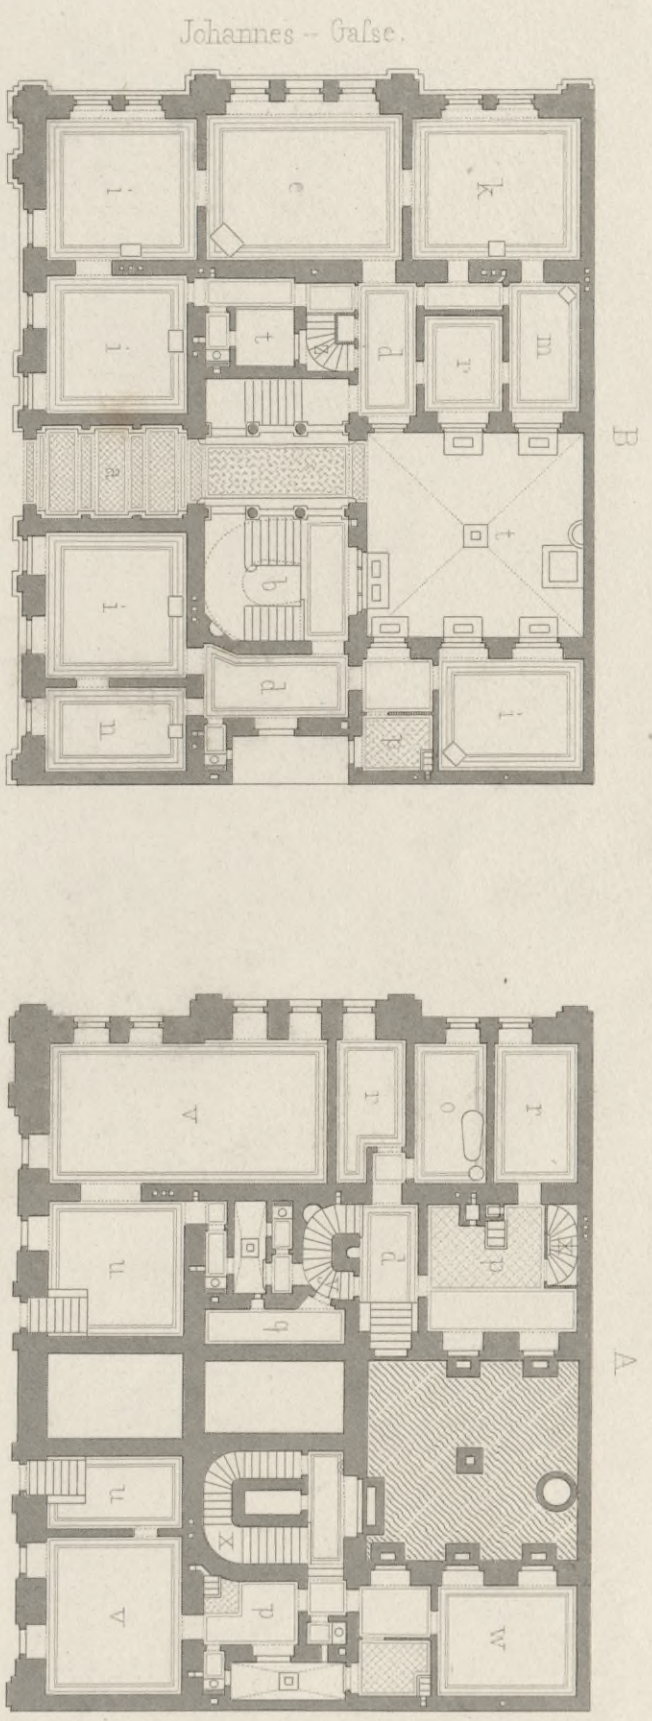 Johannes – Gaſse.
i e k
i t d r m
B
a
b t
i d p i
n
v r o r
n d p x
q
A
n x
v p w